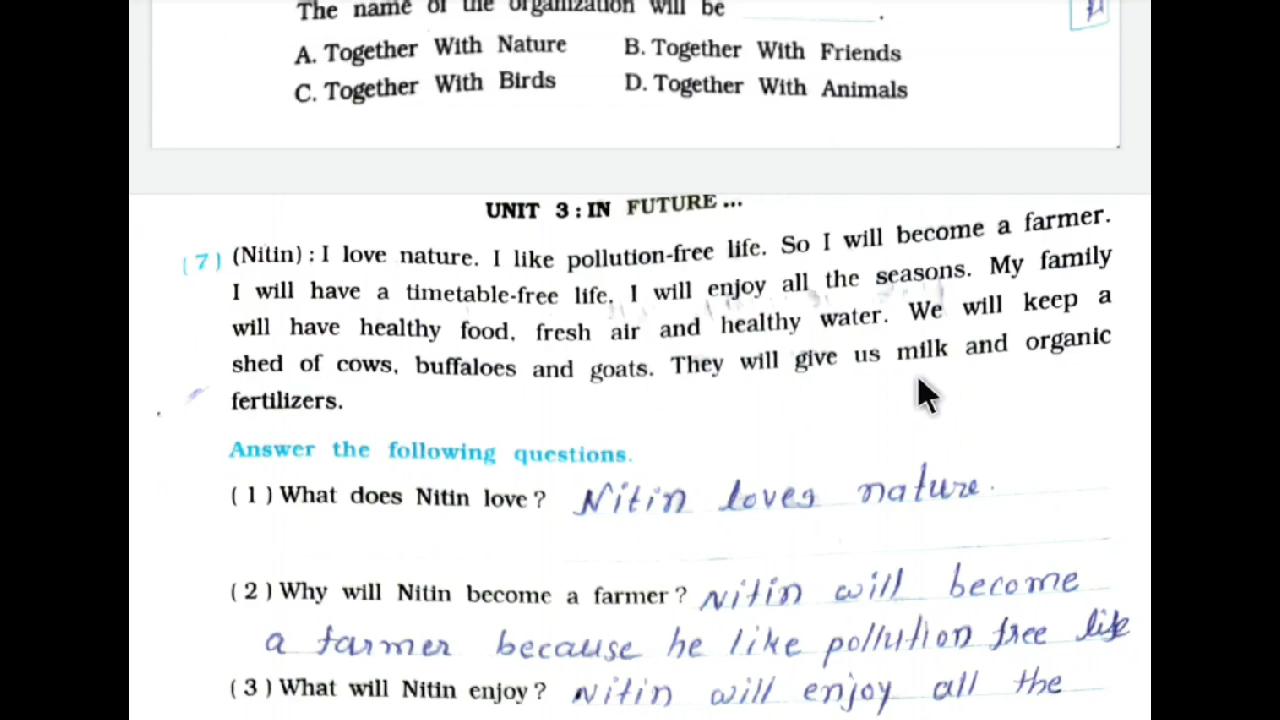 The name of the organization will be
A. Together With Nature B. Together With Friends
C. Together With Birds D. Together With Animals
UNIT 3 : IN FUTURE ...
( 7 ) (Nitin) : I love nature. I like pollution-free life. So I will become a farmer.
I will have a timetable-free life. I will enjoy all the seasons. My family
will have healthy food, fresh air and healthy water. We will keep a
shed of cows, buffaloes and goats. They will give us milk and organic
fertilizers.
Answer the following questions.
( 1 ) What does Nitin love ? Nitin loves nature.
( 2 ) Why will Nitin become a farmer ? Nitin will become
a farmer because he like pollution free life
( 3 ) What will Nitin enjoy ? Nitin will enjoy all the